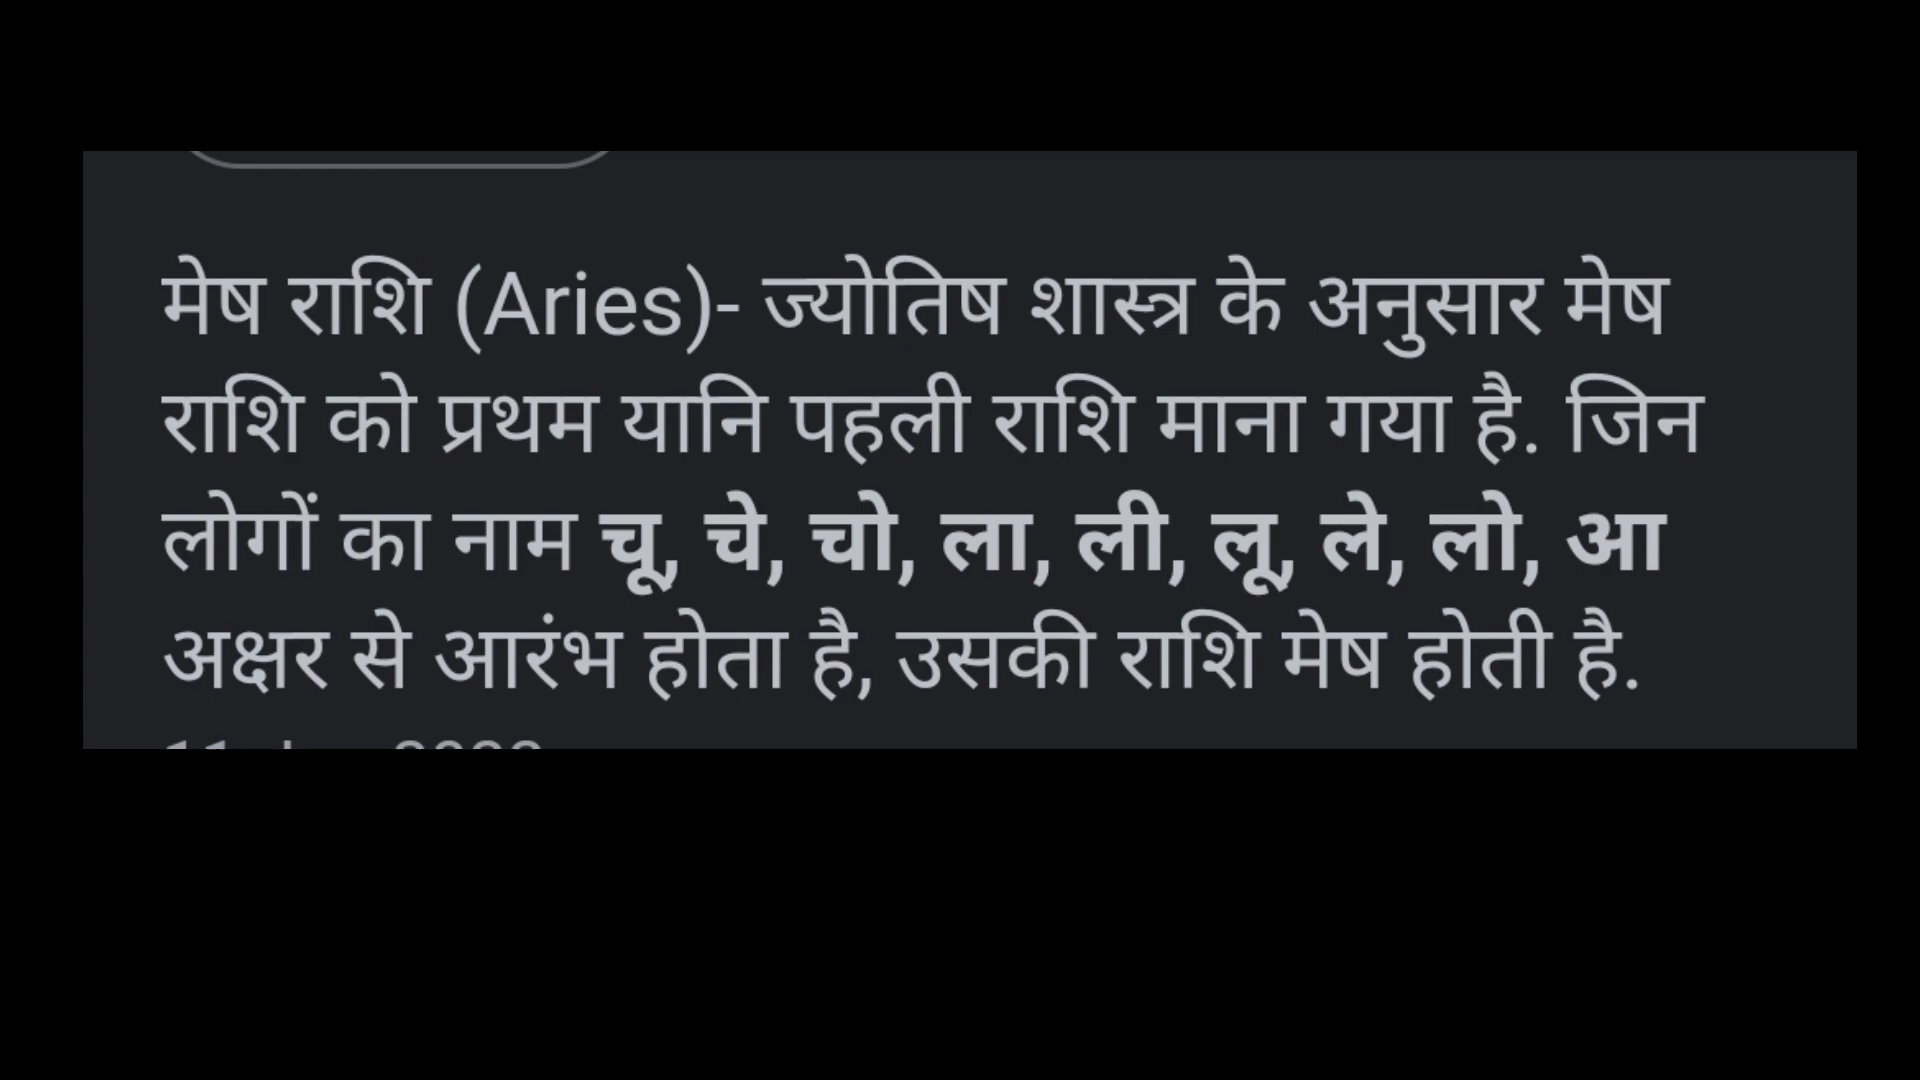 मेष राशि (Aries)- ज्योतिष शास्त्र के अनुसार मेष
राशि को प्रथम यानि पहली राशि माना गया है. जिन
लोगों का नाम चू, चे, चो, ला, ली, लू, ले, लो, आ
अक्षर से आरंभ होता है, उसकी राशि मेष होती है.